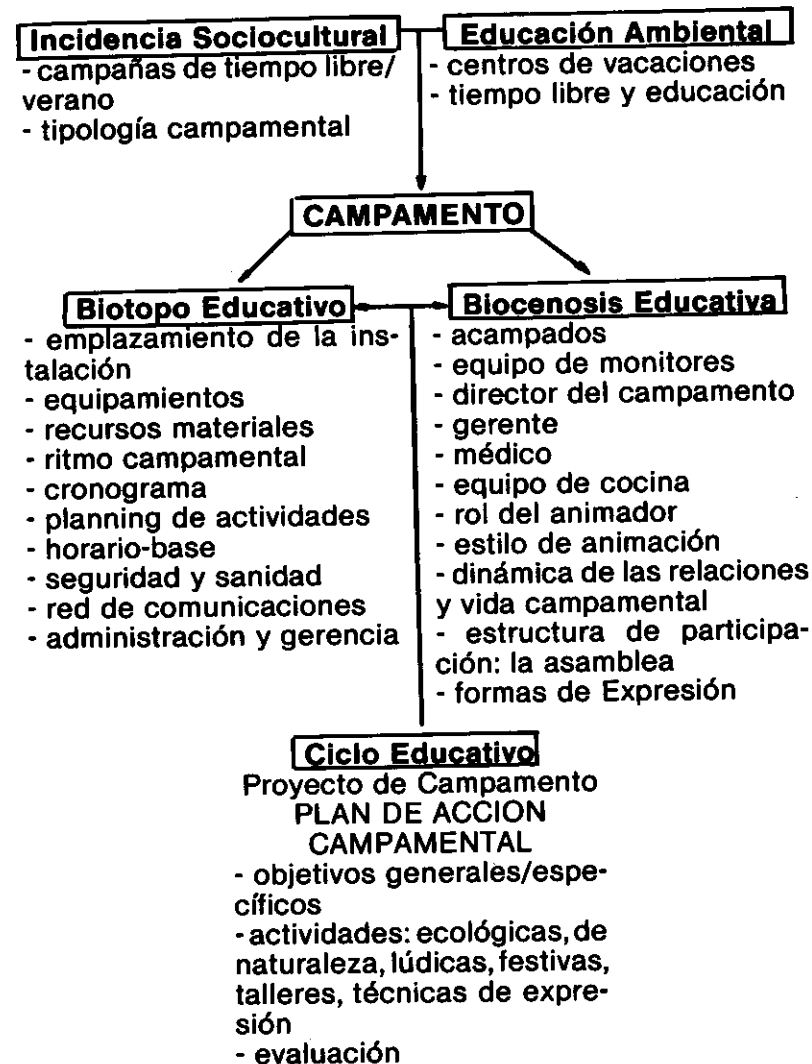 Incidencia Sociocultural
- campañas de tiempo libre/
verano
- tipología campamental
Educación Ambiental
- centros de vacaciones
- tiempo libre y educación
CAMPAMENTO
Biotopo Educativo
- emplazamiento de la ins-
talación
- equipamientos
- recursos materiales
- ritmo campamental
- cronograma
- planning de actividades
- horario-base
- seguridad y sanidad
- red de comunicaciones
- administración y gerencia
Biocenosis Educativa
- acampados
- equipo de monitores
- director del campamento
- gerente
- médico
- equipo de cocina
- rol del animador
- estilo de animación
- dinámica de las relaciones
y vida campamental
- estructura de participa-
ción: la asamblea
- formas de Expresión
Ciclo Educativo
Proyecto de Campamento
PLAN DE ACCION
CAMPAMENTAL
- objetivos generales/espe-
cíficos
- actividades: ecológicas, de
naturaleza, lúdicas, festivas,
talleres, técnicas de expre-
sión
- evaluación